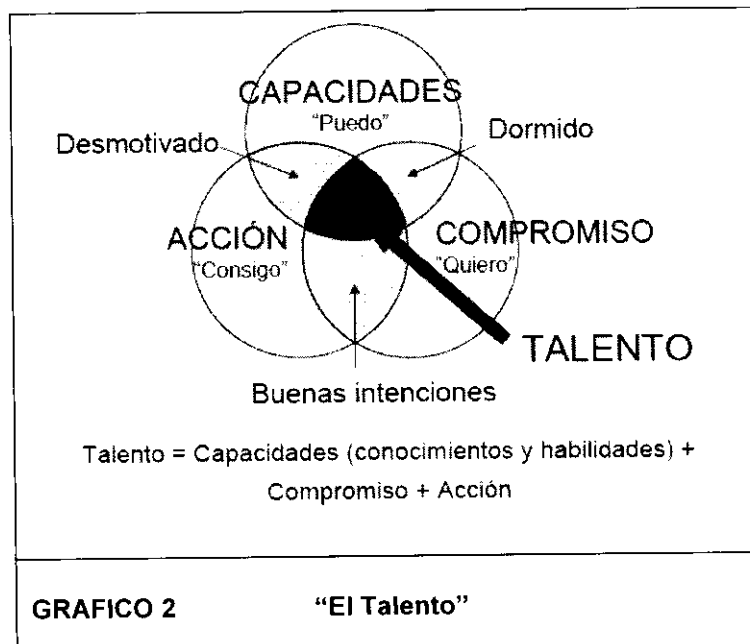 CAPACIDADES
"Puedo"
Desmotivado
Dormido
ACCIÓN
"Consigo"
COMPROMISO
"Quiero"
TALENTO
Buenas intenciones
Talento = Capacidades (conocimientos y habilidades) +
Compromiso + Acción
GRAFICO 2 "El Talento"